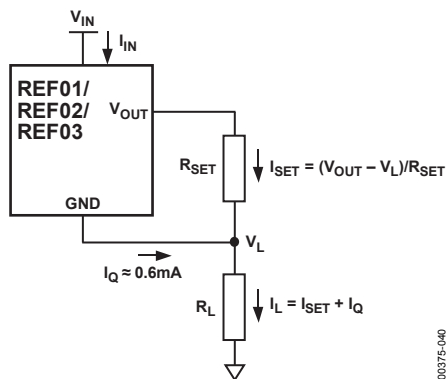 VIN
IIN
REF01/
REF02/
REF03
VOUT
RSET
ISET = (VOUT – VL)/RSET
GND
VL
IQ ≈ 0.6mA
RL
IL = ISET + IQ
00375-040